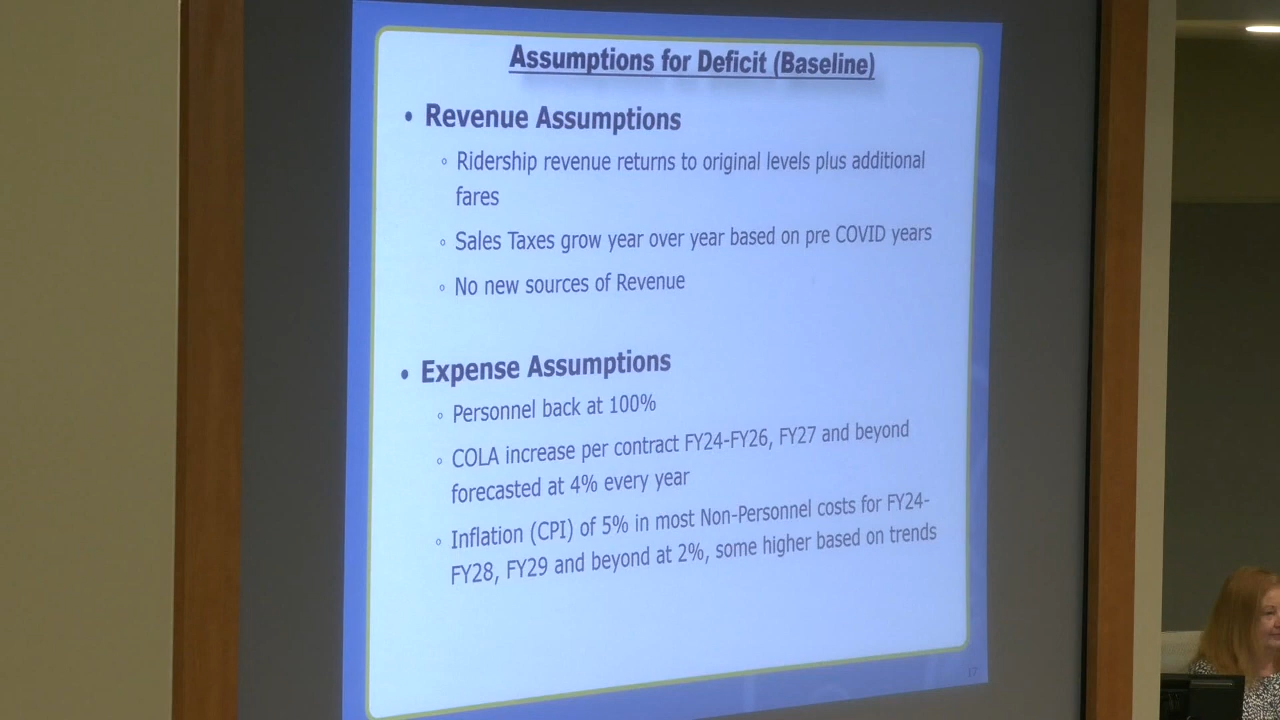 Assumptions for Deficit (Baseline)
• Revenue Assumptions
◦ Ridership revenue returns to original levels plus additional
fares
◦ Sales Taxes grow year over year based on pre COVID years
◦ No new sources of Revenue
• Expense Assumptions
◦ Personnel back at 100%
◦ COLA increase per contract FY24-FY26, FY27 and beyond
forecasted at 4% every year
◦ Inflation (CPI) of 5% in most Non-Personnel costs for FY24-
FY28, FY29 and beyond at 2%, some higher based on trends
17